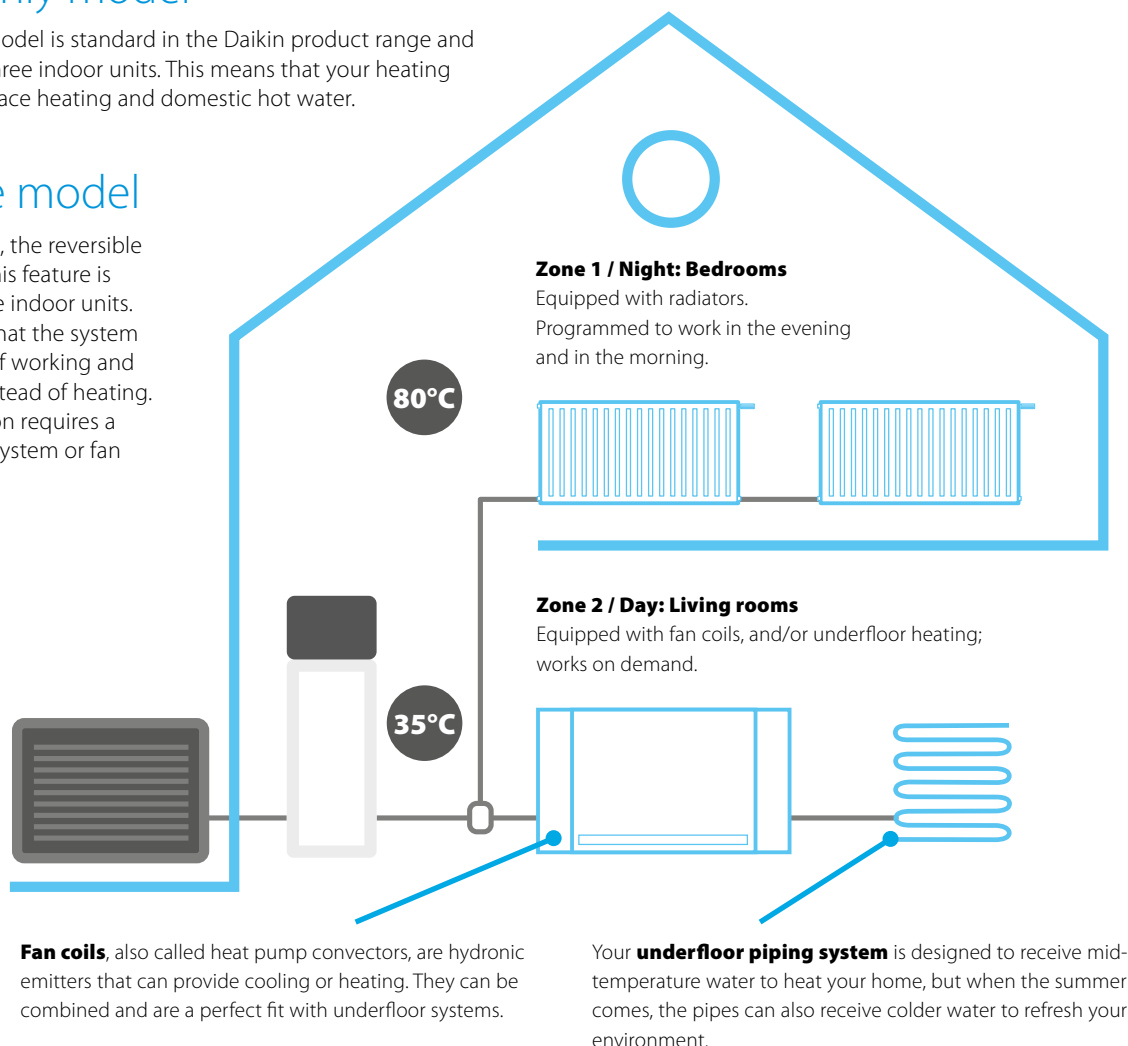 model
odel is standard in the Daikin product range and
ree indoor units. This means that your heating
ace heating and domestic hot water.
model
, the reversible
is feature is
indoor units.
hat the system
f working and
tead of heating.
on requires a
ystem or fan
Zone 1 / Night: Bedrooms
Equipped with radiators.
Programmed to work in the evening
and in the morning.
80°C
Zone 2 / Day: Living rooms
Equipped with fan coils, and/or underfloor heating;
works on demand.
35°C
Fan coils, also called heat pump convectors, are hydronic
emitters that can provide cooling or heating. They can be
combined and are a perfect fit with underfloor systems.
Your underfloor piping system is designed to receive mid-
temperature water to heat your home, but when the summer
comes, the pipes can also receive colder water to refresh your
environment.